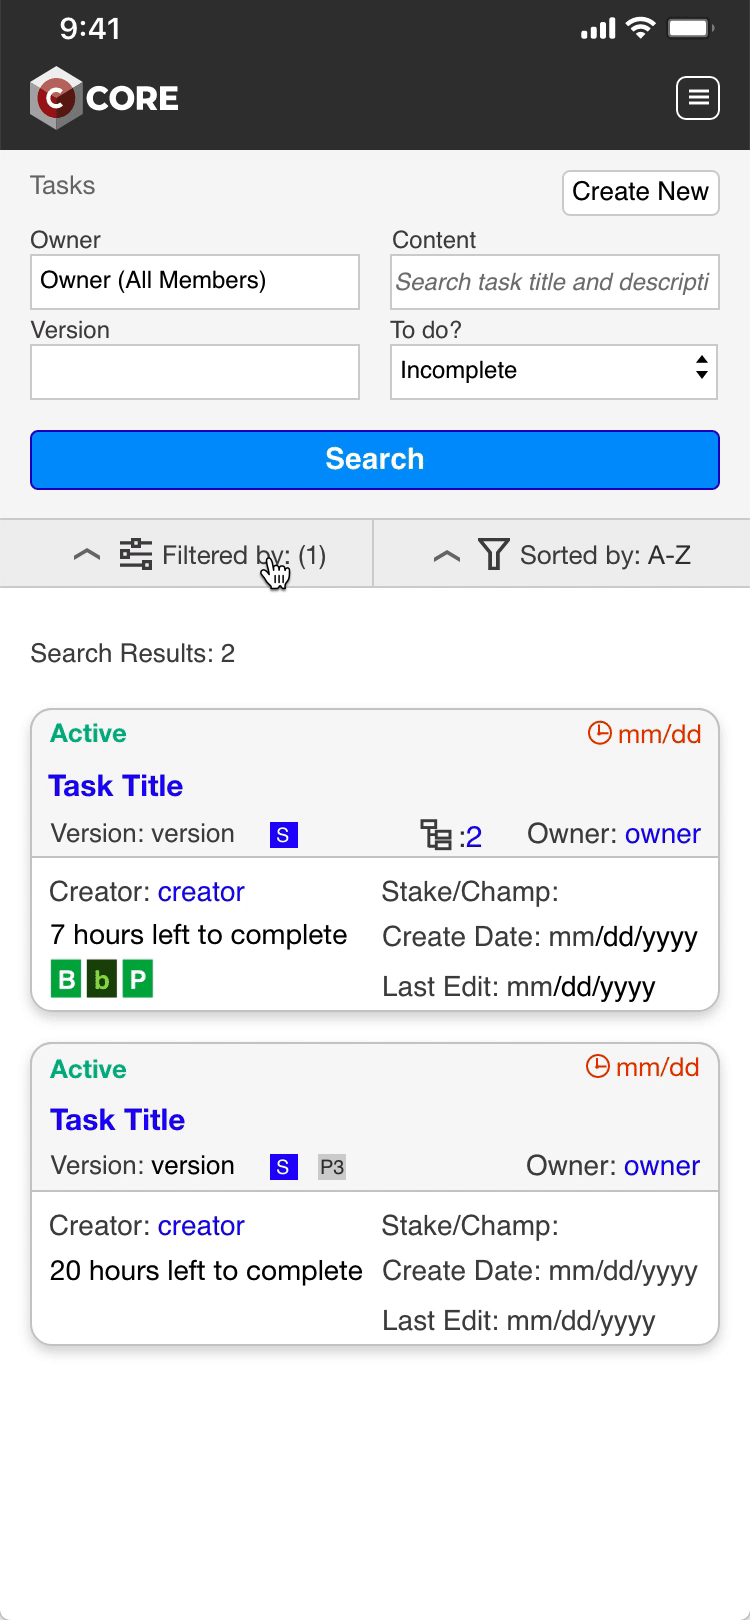 9:41
C CORE
Tasks
Create New
Owner
Content
Owner (All Members)
Search task title and descripti
Version
To do?
Incomplete
Search
Filtered by: (1)
Sorted by: A-Z
Search Results: 2
Active
mm/dd
Task Title
Version: version S :2 Owner: owner
Creator: creator
Stake/Champ:
7 hours left to complete
Create Date: mm/dd/yyyy
B b P
Last Edit: mm/dd/yyyy
Active
mm/dd
Task Title
Version: version S P3 Owner: owner
Creator: creator
Stake/Champ:
20 hours left to complete
Create Date: mm/dd/yyyy
Last Edit: mm/dd/yyyy